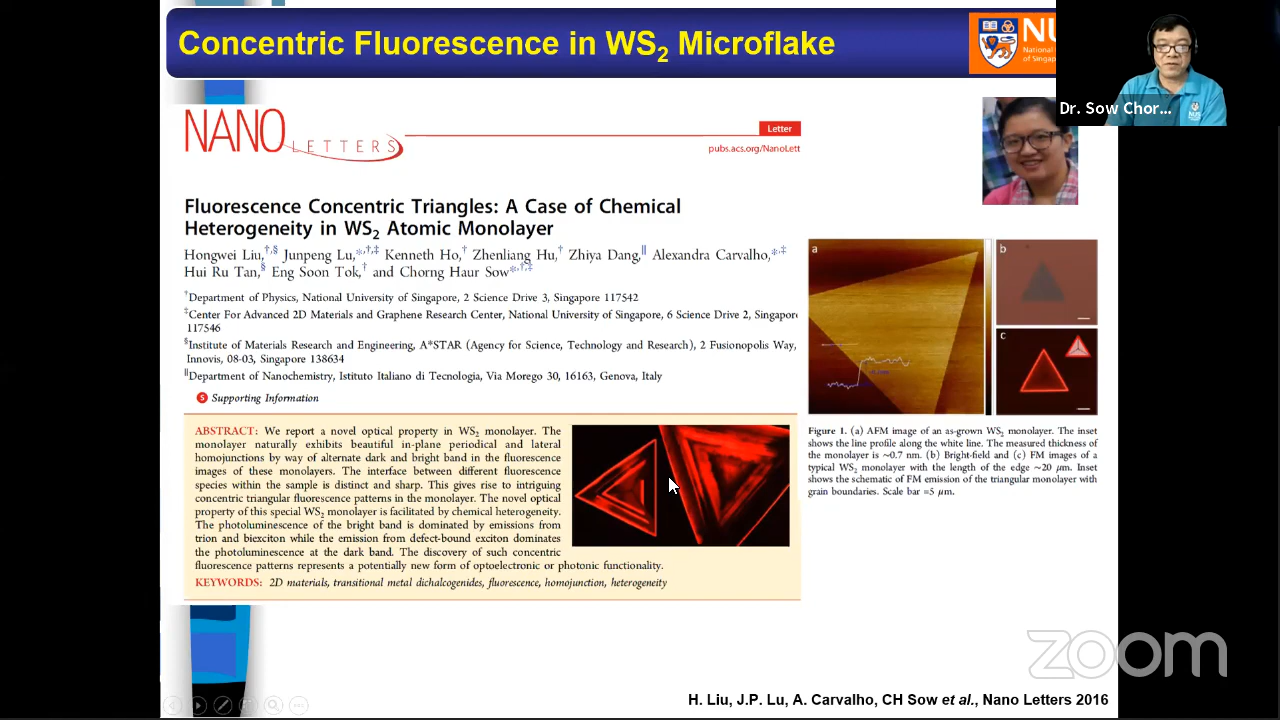 Concentric Fluorescence in WS2 Microflake
NU
National
of Singap
Dr. Sow Chor...
NANO LETTERS
Letter
pubs.acs.org/NanoLett
Fluorescence Concentric Triangles: A Case of Chemical
Heterogeneity in WS2 Atomic Monolayer
Hongwei Liu,†,§ Junpeng Lu,*,†,‡ Kenneth Ho,† Zhenliang Hu,† Zhiya Dang,∥ Alexandra Carvalho,*,‡
Hui Ru Tan,§ Eng Soon Tok,† and Chorng Haur Sow*,†,‡
†Department of Physics, National University of Singapore, 2 Science Drive 3, Singapore 117542
‡Center For Advanced 2D Materials and Graphene Research Center, National University of Singapore, 6 Science Drive 2, Singapore
117546
§Institute of Materials Research and Engineering, A*STAR (Agency for Science, Technology and Research), 2 Fusionopolis Way,
Innovis, 08-03, Singapore 138634
∥Department of Nanochemistry, Istituto Italiano di Tecnologia, Via Morego 30, 16163, Genova, Italy
S Supporting Information
ABSTRACT: We report a novel optical property in WS2 monolayer. The
monolayer naturally exhibits beautiful in-plane periodical and lateral
homojunctions by way of alternate dark and bright band in the fluorescence
images of these monolayers. The interface between different fluorescence
species within the sample is distinct and sharp. This gives rise to intriguing
concentric triangular fluorescence patterns in the monolayer. The novel optical
property of this special WS2 monolayer is facilitated by chemical heterogeneity.
The photoluminescence of the bright band is dominated by emissions from
trion and biexciton while the emission from defect-bound exciton dominates
the photoluminescence at the dark band. The discovery of such concentric
fluorescence patterns represents a potentially new form of optoelectronic or photonic functionality.
KEYWORDS: 2D materials, transitional metal dichalcogenides, fluorescence, homojunction, heterogeneity
a
b
c
Figure 1. (a) AFM image of an as-grown WS2 monolayer. The inset
shows the line profile along the white line. The measured thickness of
the monolayer is ~0.7 nm. (b) Bright-field and (c) FM images of a
typical WS2 monolayer with the length of the edge ~20 μm. Inset
shows the schematic of FM emission of the triangular monolayer with
grain boundaries. Scale bar =5 μm.
zoom
H. Liu, J.P. Lu, A. Carvalho, CH Sow et al., Nano Letters 2016